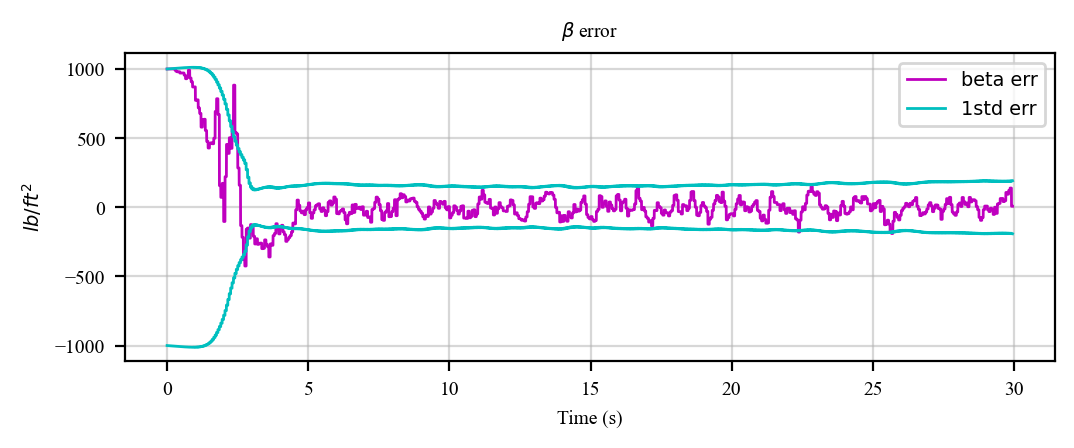 β error
1000
500
0
−500
−1000
lb/ft²
beta err
1std err
0 5 10 15 20 25 30
Time (s)